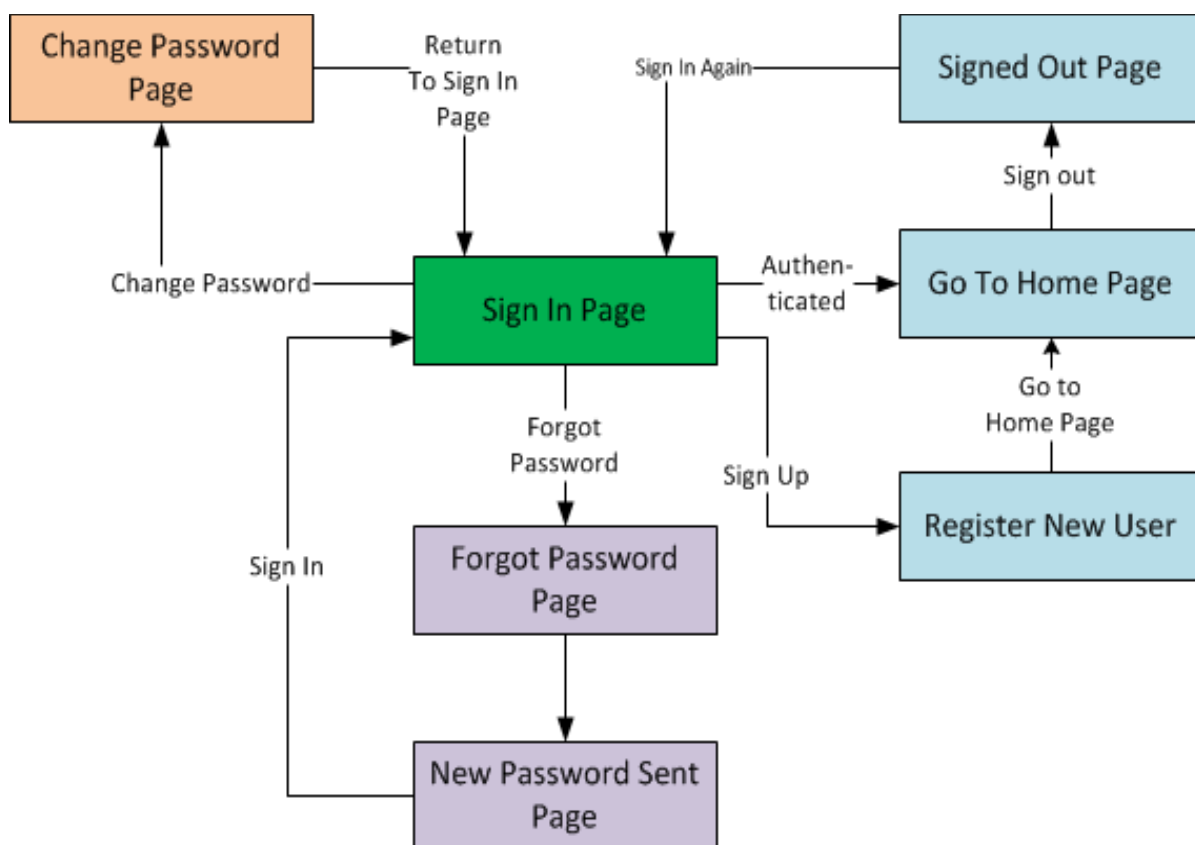 Change Password
Page
Return
To Sign In
Page
Sign In Again
Signed Out Page
Sign out
Change Password
Sign In Page
Authen-
ticated
Go To Home Page
Go to
Home Page
Forgot
Password
Sign Up
Register New User
Sign In
Forgot Password
Page
New Password Sent
Page